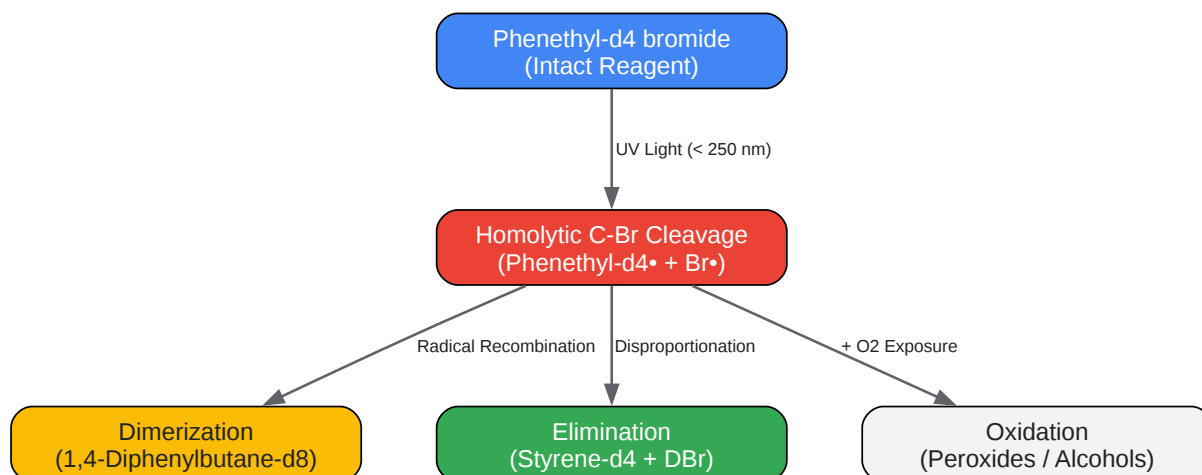 Phenethyl-d4 bromide
(Intact Reagent)
UV Light (< 250 nm)
Homolytic C-Br Cleavage
(Phenethyl-d4• + Br•)
Radical Recombination
Disproportionation
+ O2 Exposure
Dimerization
(1,4-Diphenylbutane-d8)
Elimination
(Styrene-d4 + DBr)
Oxidation
(Peroxides / Alcohols)